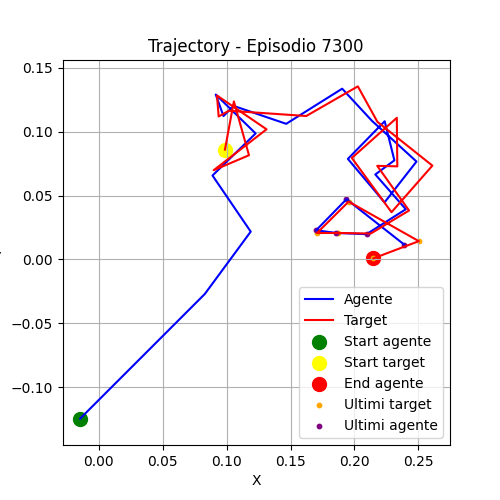 Trajectory - Episodio 7300
0.15
0.10
0.05
0.00
−0.05
−0.10
0.00
0.05
0.10
0.15
0.20
0.25
X
Agente
Target
Start agente
Start target
End agente
Ultimi target
Ultimi agente